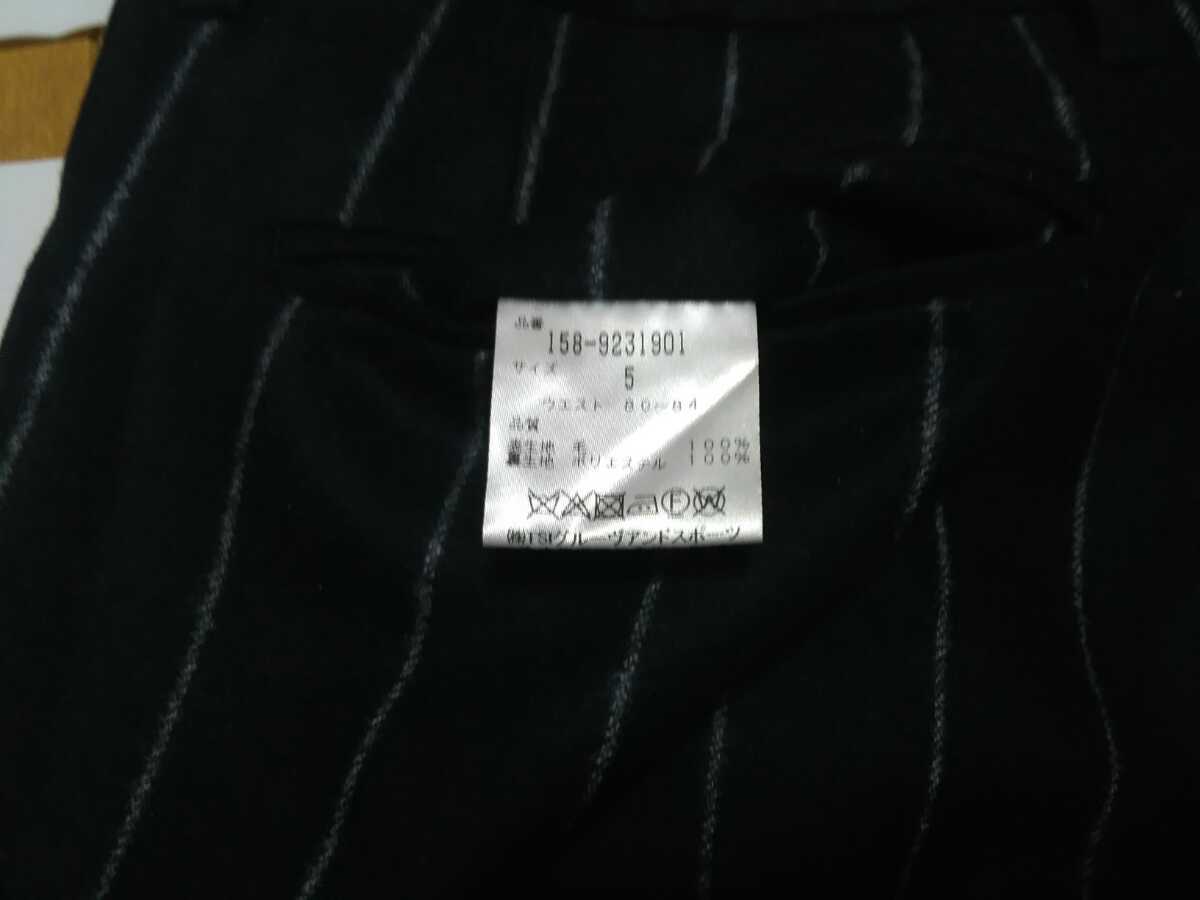 品番
158-9231901
サイズ
5
ウエスト 80~84
品質
表生地 毛 100%
裏生地 ポリエステル 100%
(株)TSIグルーヴアンドスポーツ